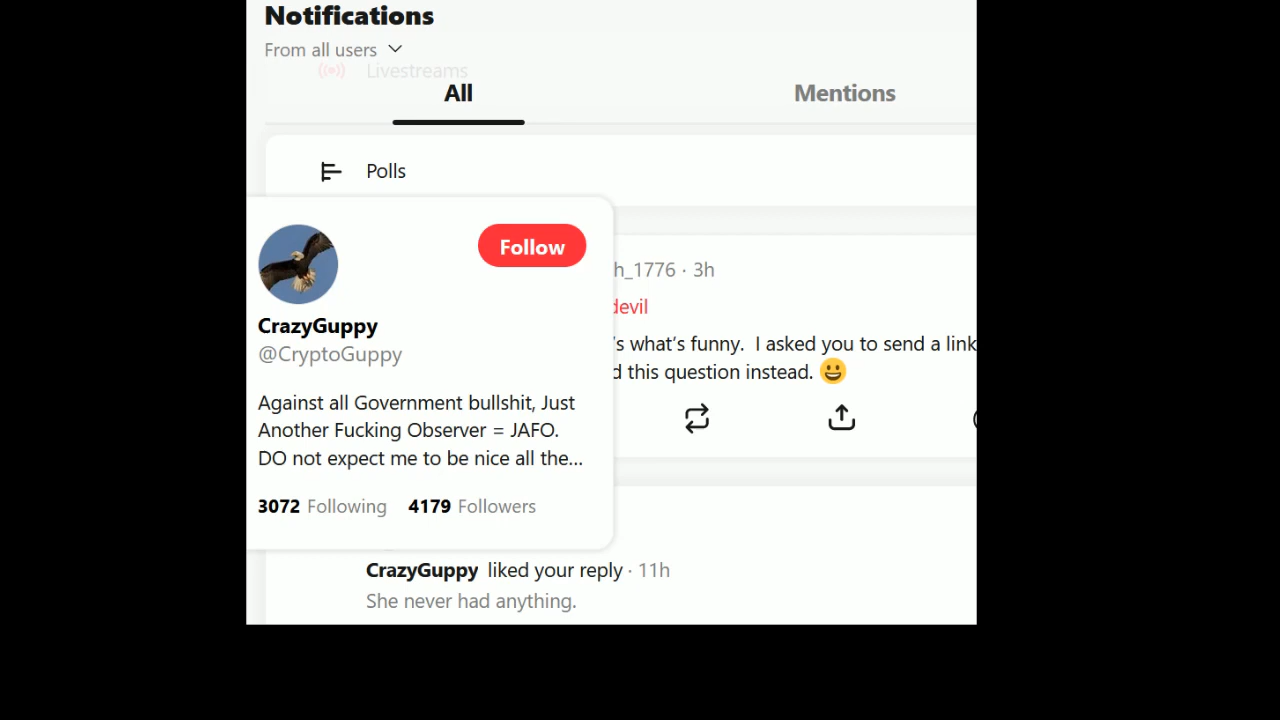 Notifications
From all users
Livestreams
All Mentions
Polls
Follow
h_1776 · 3h
devil
CrazyGuppy
@CryptoGuppy
's what's funny. I asked you to send a link
d this question instead. 😀
Against all Government bullshit, Just
Another Fucking Observer = JAFO.
DO not expect me to be nice all the...
3072 Following 4179 Followers
CrazyGuppy liked your reply · 11h
She never had anything.